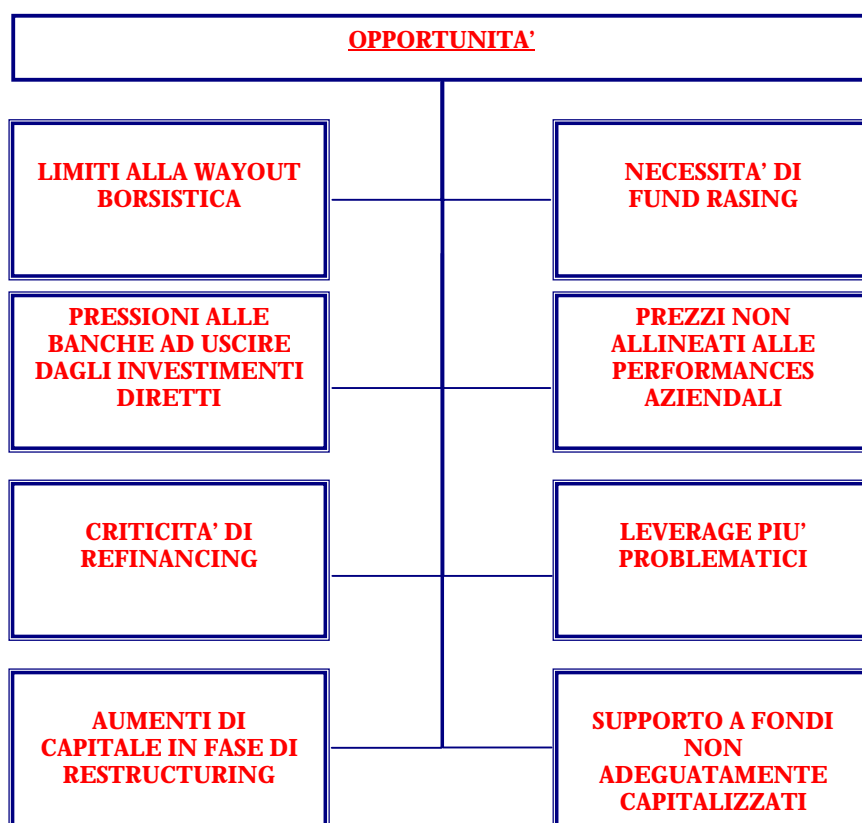 OPPORTUNITA’
LIMITI ALLA WAYOUT
BORSISTICA
NECESSITA’ DI
FUND RASING
PRESSIONI ALLE
BANCHE AD USCIRE
DAGLI INVESTIMENTI
DIRETTI
PREZZI NON
ALLINEATI ALLE
PERFORMANCES
AZIENDALI
CRITICITA’ DI
REFINANCING
LEVERAGE PIU’
PROBLEMATICI
AUMENTI DI
CAPITALE IN FASE DI
RESTRUCTURING
SUPPORTO A FONDI
NON
ADEGUATAMENTE
CAPITALIZZATI